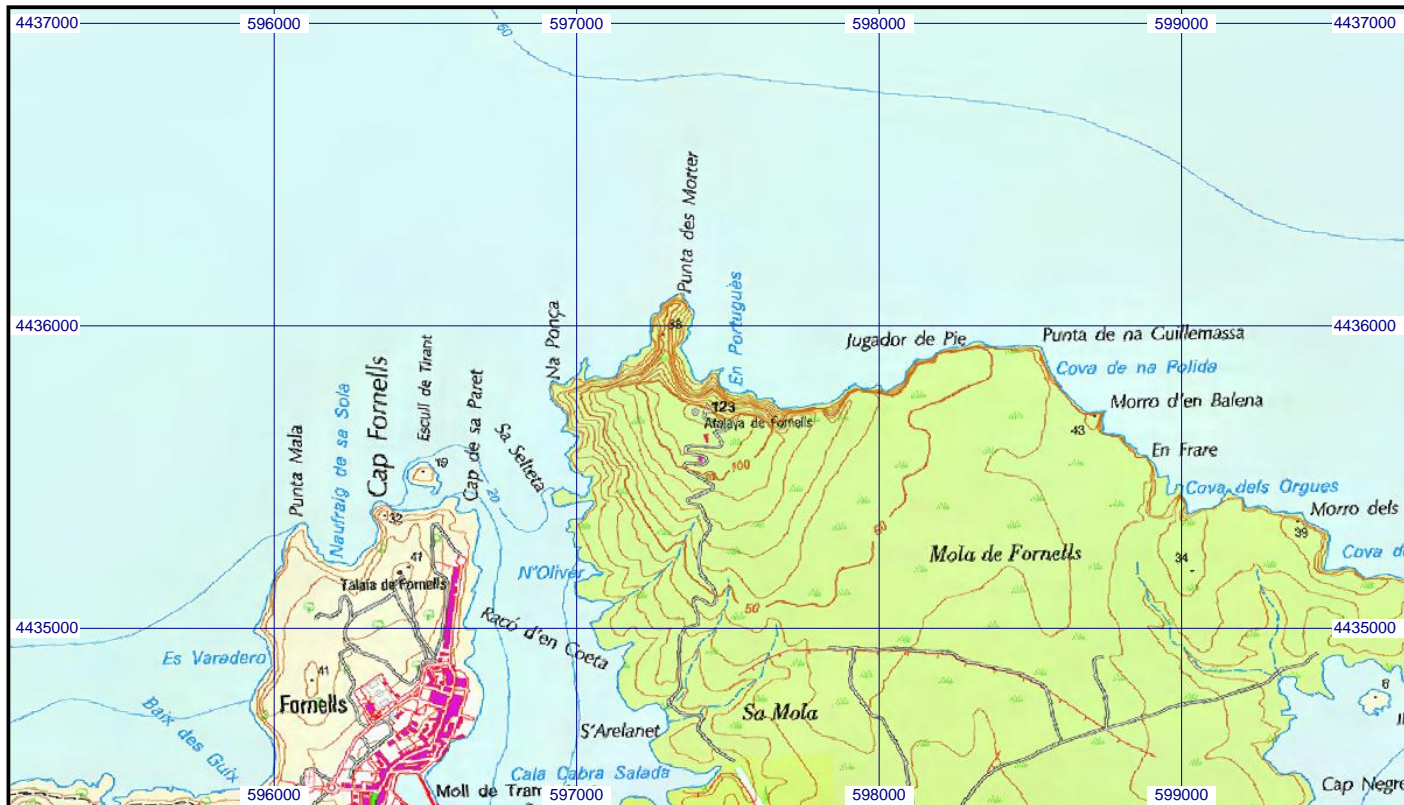 4437000
596000
597000
598000
599000
4437000
50
Punta des Morter
En Portuguès
4436000
38
4436000
Na Ponça
Jugador de Pie
Punta de na Guillemassa
Cova de na Polida
Escull de Tirant
Cap de sa Paret
Cap Fornells
Naufraig de sa Sola
Punta Mala
Sa Selleta
123
Atalaya de Fornells
Morro d'en Balena
43
En Frare
19
20
100
Cova dels Orgues
Morro dels
39
32
50
Mola de Fornells
34
Cova d
41
Talaia de Fornells
N'Oliver
50
4435000
Racó d'en Coeta
4435000
Es Varadero
41
Fornells
6
Baix des Guix
S'Arelanet
Sa Mola
Cala Cabra Salada
Moll de Tram
Cap Negre
596000
597000
598000
599000